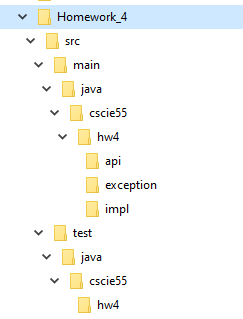 Homework_4
src
main
java
cscie55
hw4
api
exception
impl
test
java
cscie55
hw4